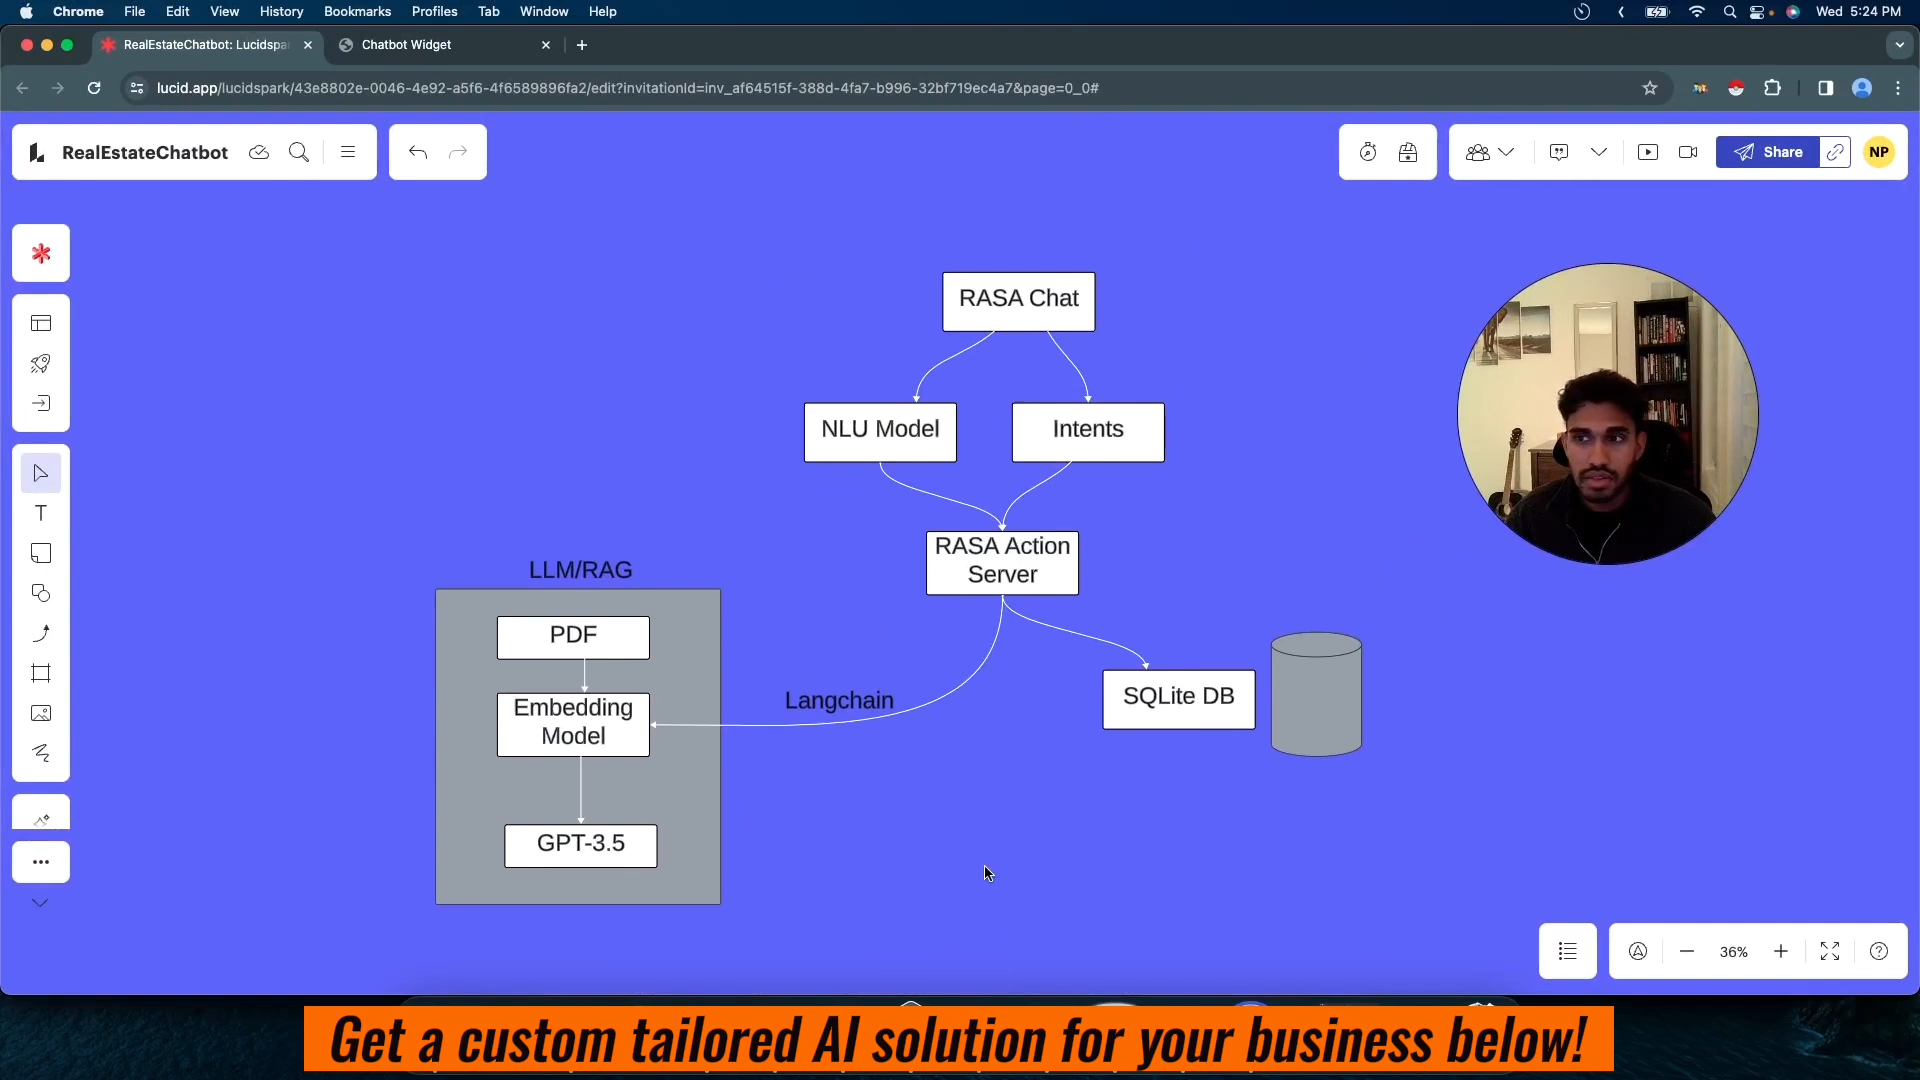 Chrome File Edit View History Bookmarks Profiles Tab Window Help Wed 5:24 PM
RealEstateChatbot: Lucidspa
Chatbot Widget
lucid.app/lucidspark/43e8802e-0046-4e92-a5f6-4f6589896fa2/edit?invitationId=inv_af64515f-388d-4fa7-b996-32bf719ec4a7&page=0_0#
RealEstateChatbot
Share
NP
RASA Chat
NLU Model
Intents
RASA Action
Server
LLM/RAG
PDF
Embedding
Model
GPT-3.5
Langchain
SQLite DB
36%
Get a custom tailored AI solution for your business below!